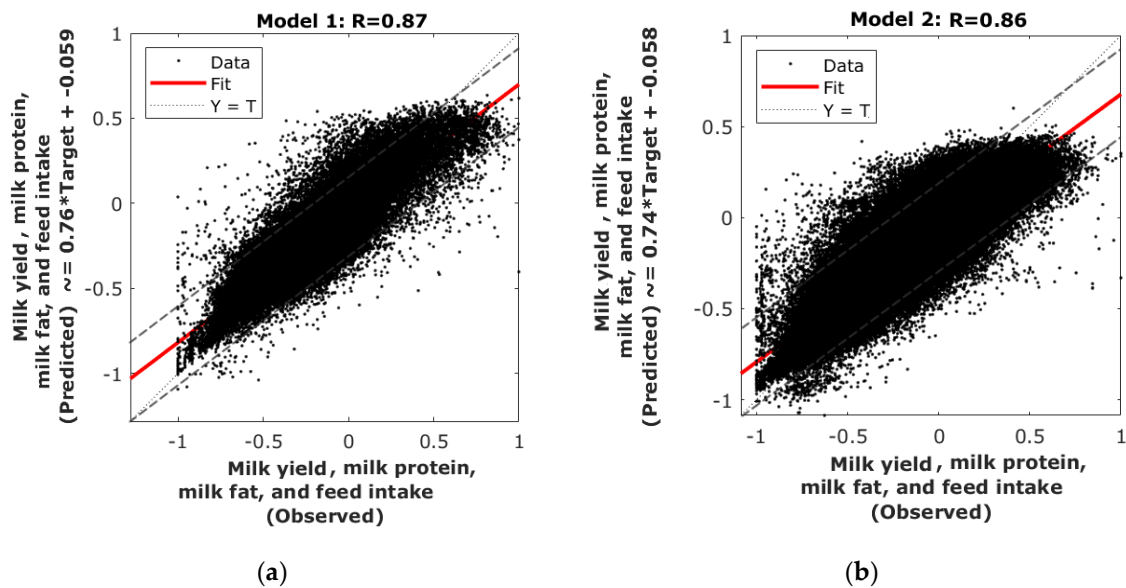 Model 1: R=0.87
Milk yield, milk protein,
milk fat, and feed intake
(Predicted) ~= 0.76*Target + -0.059
1
0.5
0
-0.5
-1
Data
Fit
Y = T
-1
-0.5
0
0.5
1
Milk yield, milk protein,
milk fat, and feed intake
(Observed)
(a)
Model 2: R=0.86
Milk yield, milk protein,
milk fat, and feed intake
(Predicted) ~= 0.74*Target + -0.058
1
0.5
0
-0.5
-1
Data
Fit
Y = T
-1
-0.5
0
0.5
1
Milk yield, milk protein,
milk fat, and feed intake
(Observed)
(b)